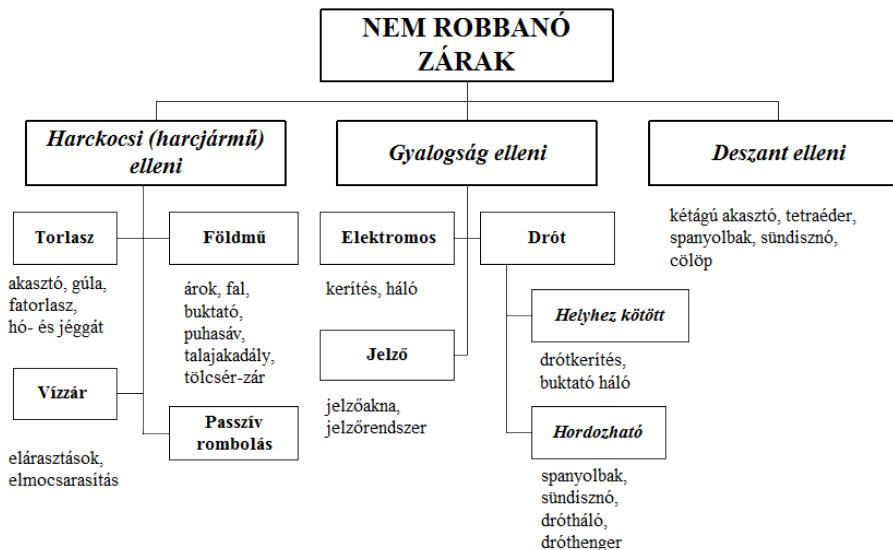 NEM ROBBANÓ
ZÁRAK
Harckocsi (harcjármű)
elleni
Gyalogság elleni
Deszant elleni
Torlasz
akasztó, gúla,
fatorlasz,
hó- és jéggát
Földmű
árok, fal,
buktató,
puhasáv,
talajakadály,
tölcsér-zár
Vízzár
elárasztások,
elmocsarasítás
Passzív
rombolás
Elektromos
kerítés, háló
Drót
Jelző
jelzőakna,
jelzőrendszer
Helyhez kötött
drótkerítés,
buktató háló
Hordozható
spanyolbak,
sündisznó,
drótháló,
dróthenger
kétágú akasztó, tetraéder,
spanyolbak, sündisznó,
cölöp